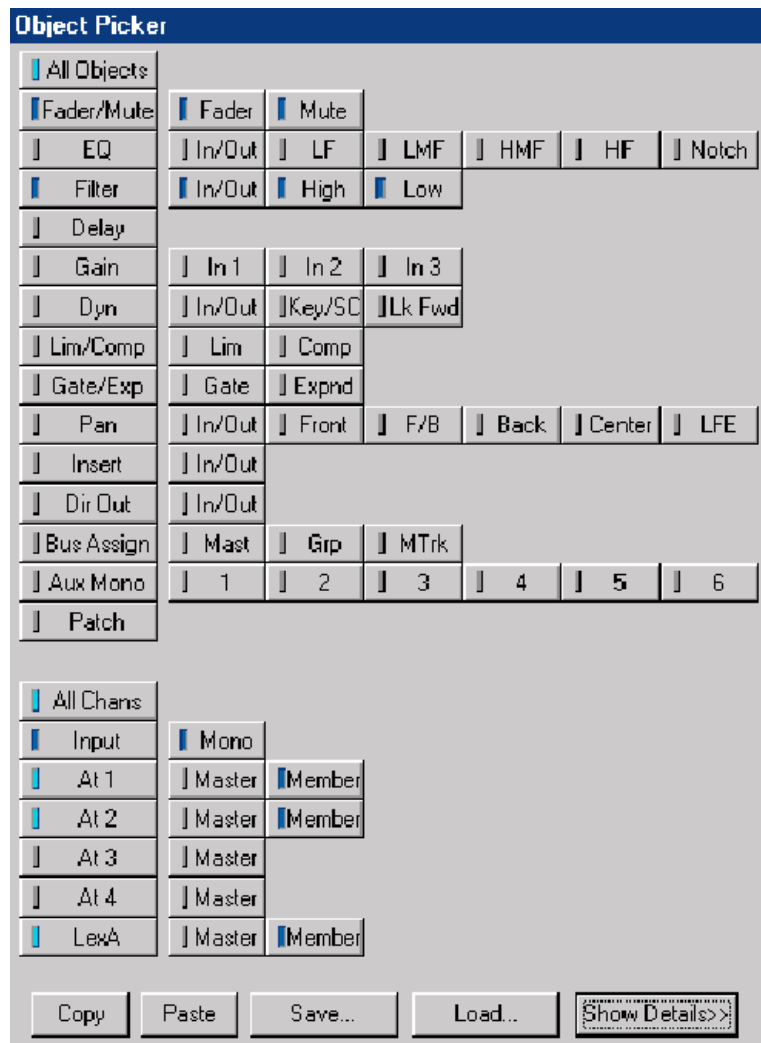 Object Picker
All Objects
Fader/Mute Fader Mute
EQ In/Out LF LMF HMF HF Notch
Filter In/Out High Low
Delay
Gain In 1 In 2 In 3
Dyn In/Out Key/SC Lk Fwd
Lim/Comp Lim Comp
Gate/Exp Gate Expnd
Pan In/Out Front F/B Back Center LFE
Insert In/Out
Dir Out In/Out
Bus Assign Mast Grp MTrk
Aux Mono 1 2 3 4 5 6
Patch
All Chans
Input Mono
At 1 Master Member
At 2 Master Member
At 3 Master
At 4 Master
LexA Master Member
Copy Paste Save... Load... Show Details>>